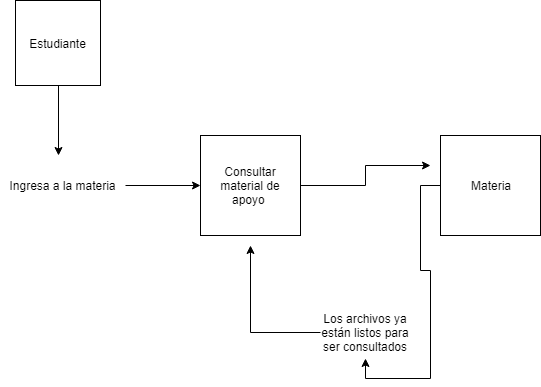 Estudiante
Ingresa a la materia
Consultar
material de
apoyo
Materia
Los archivos ya
están listos para
ser consultados